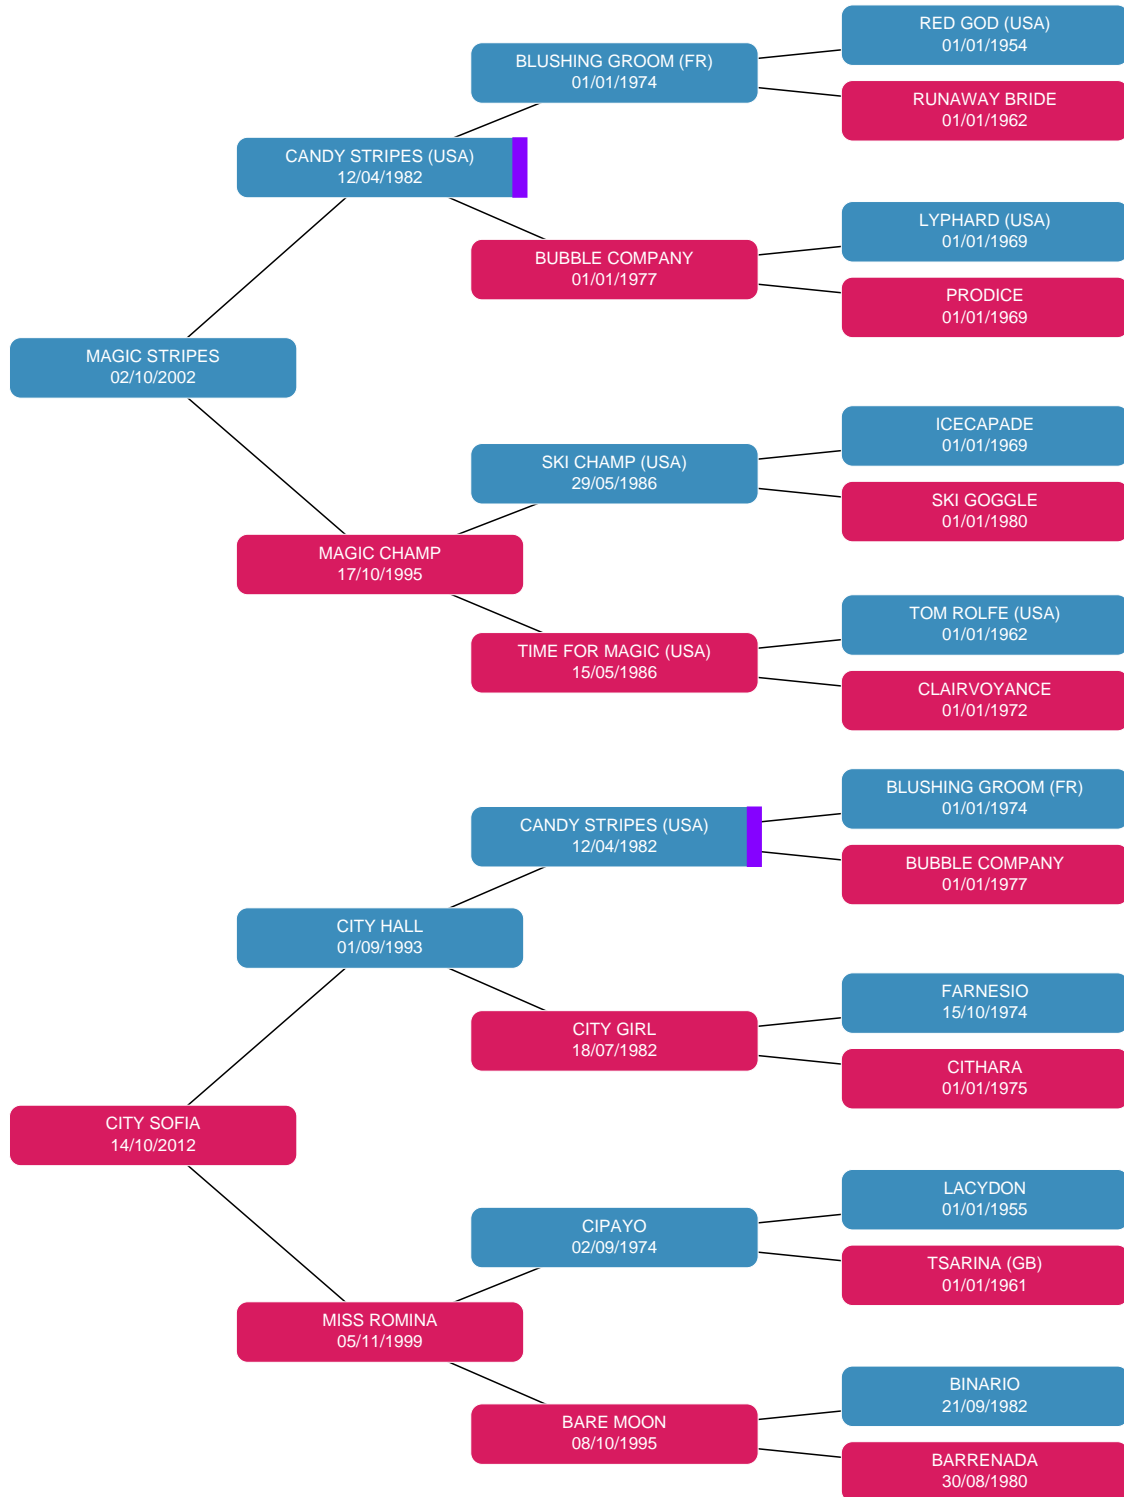 RED GOD (USA)
01/01/1954
BLUSHING GROOM (FR)
01/01/1974
RUNAWAY BRIDE
01/01/1962
CANDY STRIPES (USA)
12/04/1982
LYPHARD (USA)
01/01/1969
BUBBLE COMPANY
01/01/1977
PRODICE
01/01/1969
MAGIC STRIPES
02/10/2002
ICECAPADE
01/01/1969
SKI CHAMP (USA)
29/05/1986
SKI GOGGLE
01/01/1980
MAGIC CHAMP
17/10/1995
TOM ROLFE (USA)
01/01/1962
TIME FOR MAGIC (USA)
15/05/1986
CLAIRVOYANCE
01/01/1972
BLUSHING GROOM (FR)
01/01/1974
CANDY STRIPES (USA)
12/04/1982
BUBBLE COMPANY
01/01/1977
CITY HALL
01/09/1993
FARNESIO
15/10/1974
CITY GIRL
18/07/1982
CITHARA
01/01/1975
CITY SOFIA
14/10/2012
LACYDON
01/01/1955
CIPAYO
02/09/1974
TSARINA (GB)
01/01/1961
MISS ROMINA
05/11/1999
BINARIO
21/09/1982
BARE MOON
08/10/1995
BARRENADA
30/08/1980